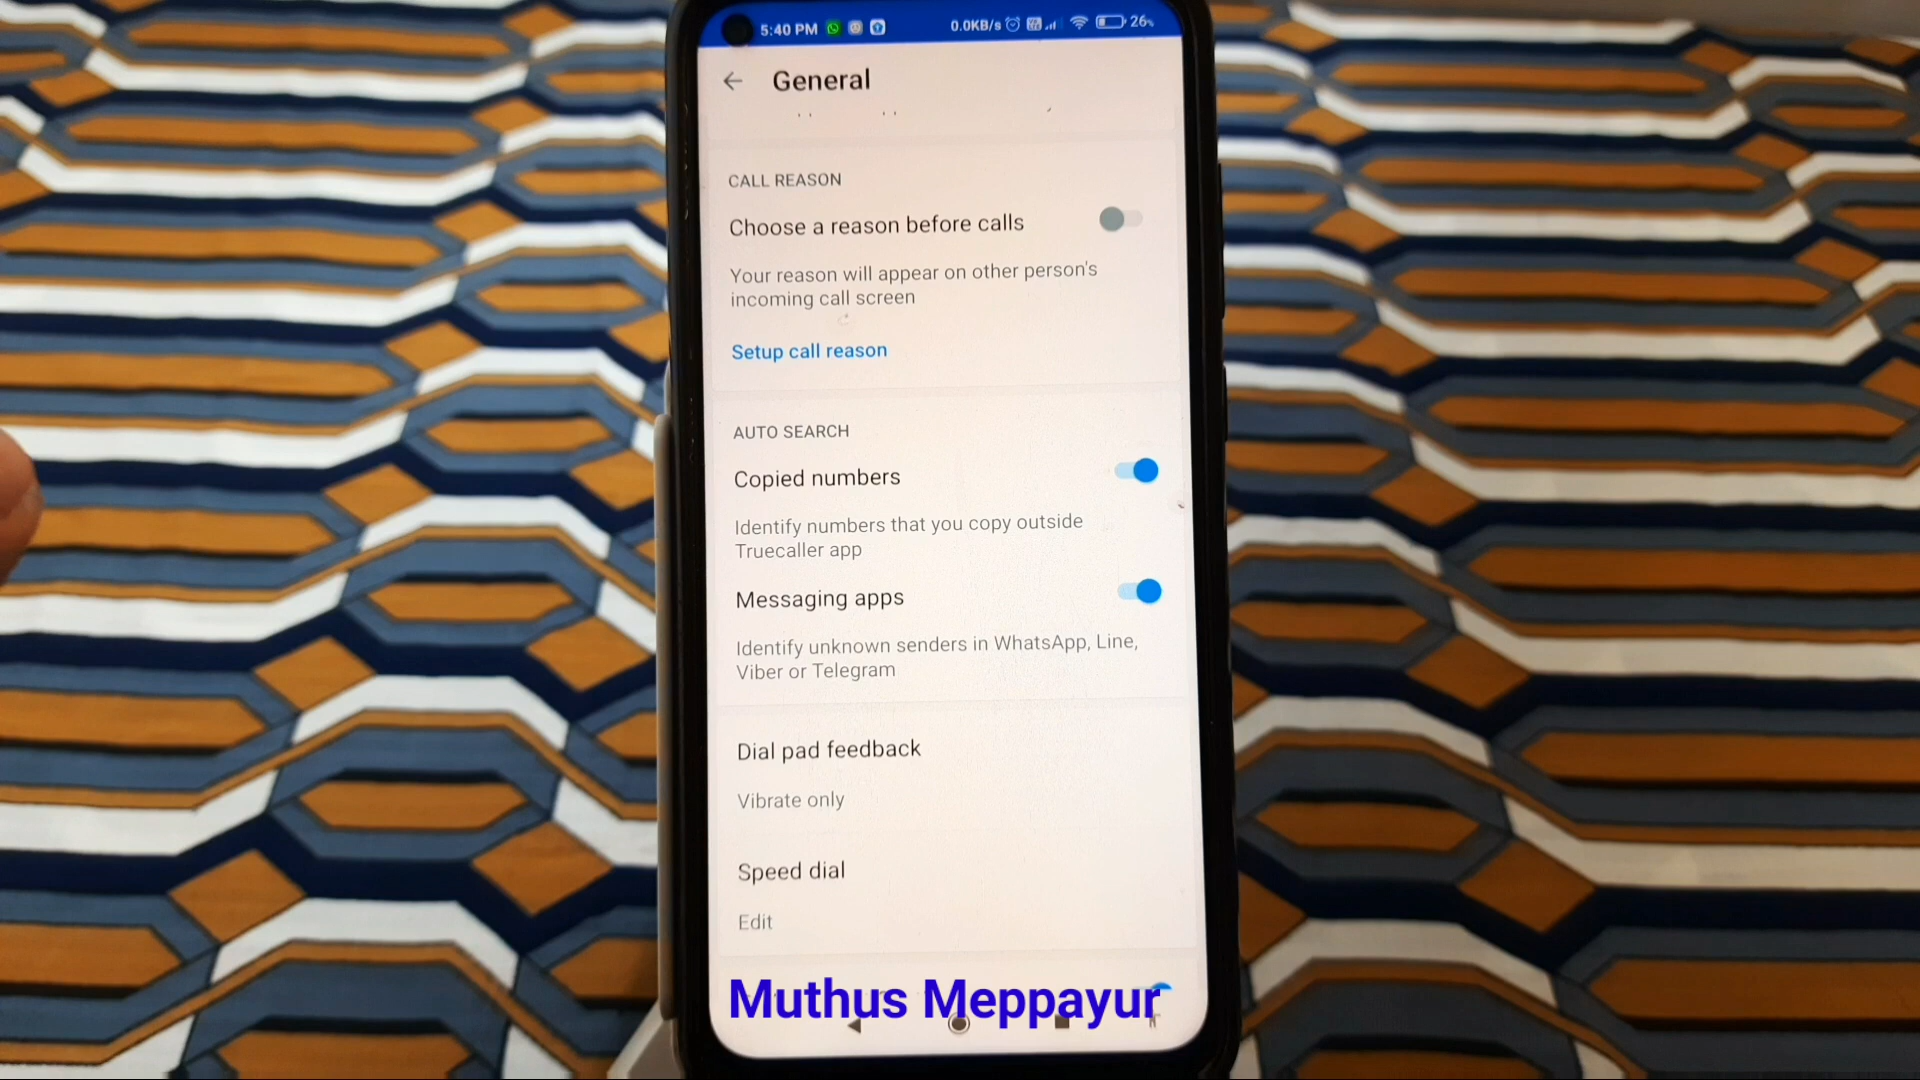 5:40 PM 0.0KB/s 26%
General
CALL REASON
Choose a reason before calls
Your reason will appear on other person's
incoming call screen
Setup call reason
AUTO SEARCH
Copied numbers
Identify numbers that you copy outside
Truecaller app
Messaging apps
Identify unknown senders in WhatsApp, Line,
Viber or Telegram
Dial pad feedback
Vibrate only
Speed dial
Edit
Muthus Meppayur